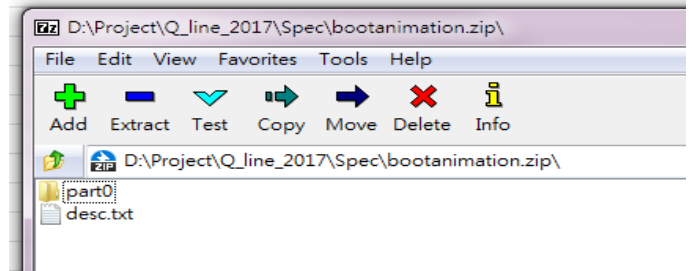 7z D:\Project\Q_line_2017\Spec\bootanimation.zip\
File Edit View Favorites Tools Help
Add Extract Test Copy Move Delete Info
ZIP D:\Project\Q_line_2017\Spec\bootanimation.zip\
part0
desc.txt